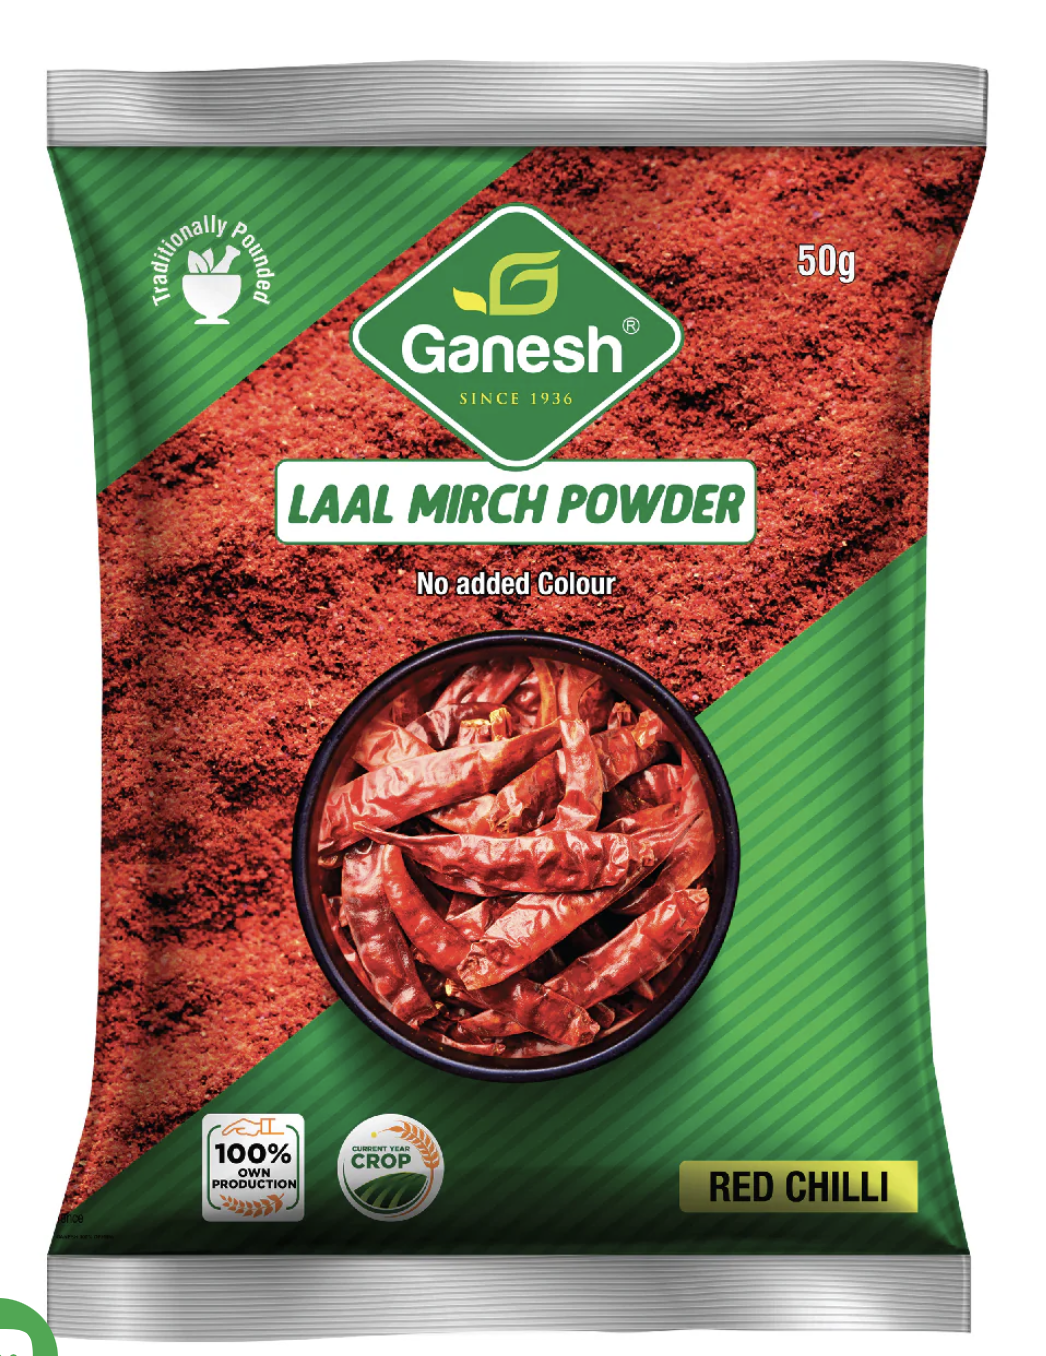 Traditionally Pounded
50g
Ganesh®
SINCE 1936
LAAL MIRCH POWDER
No added Colour
100%
OWN
PRODUCTION
CURRENT YEAR
CROP
RED CHILLI